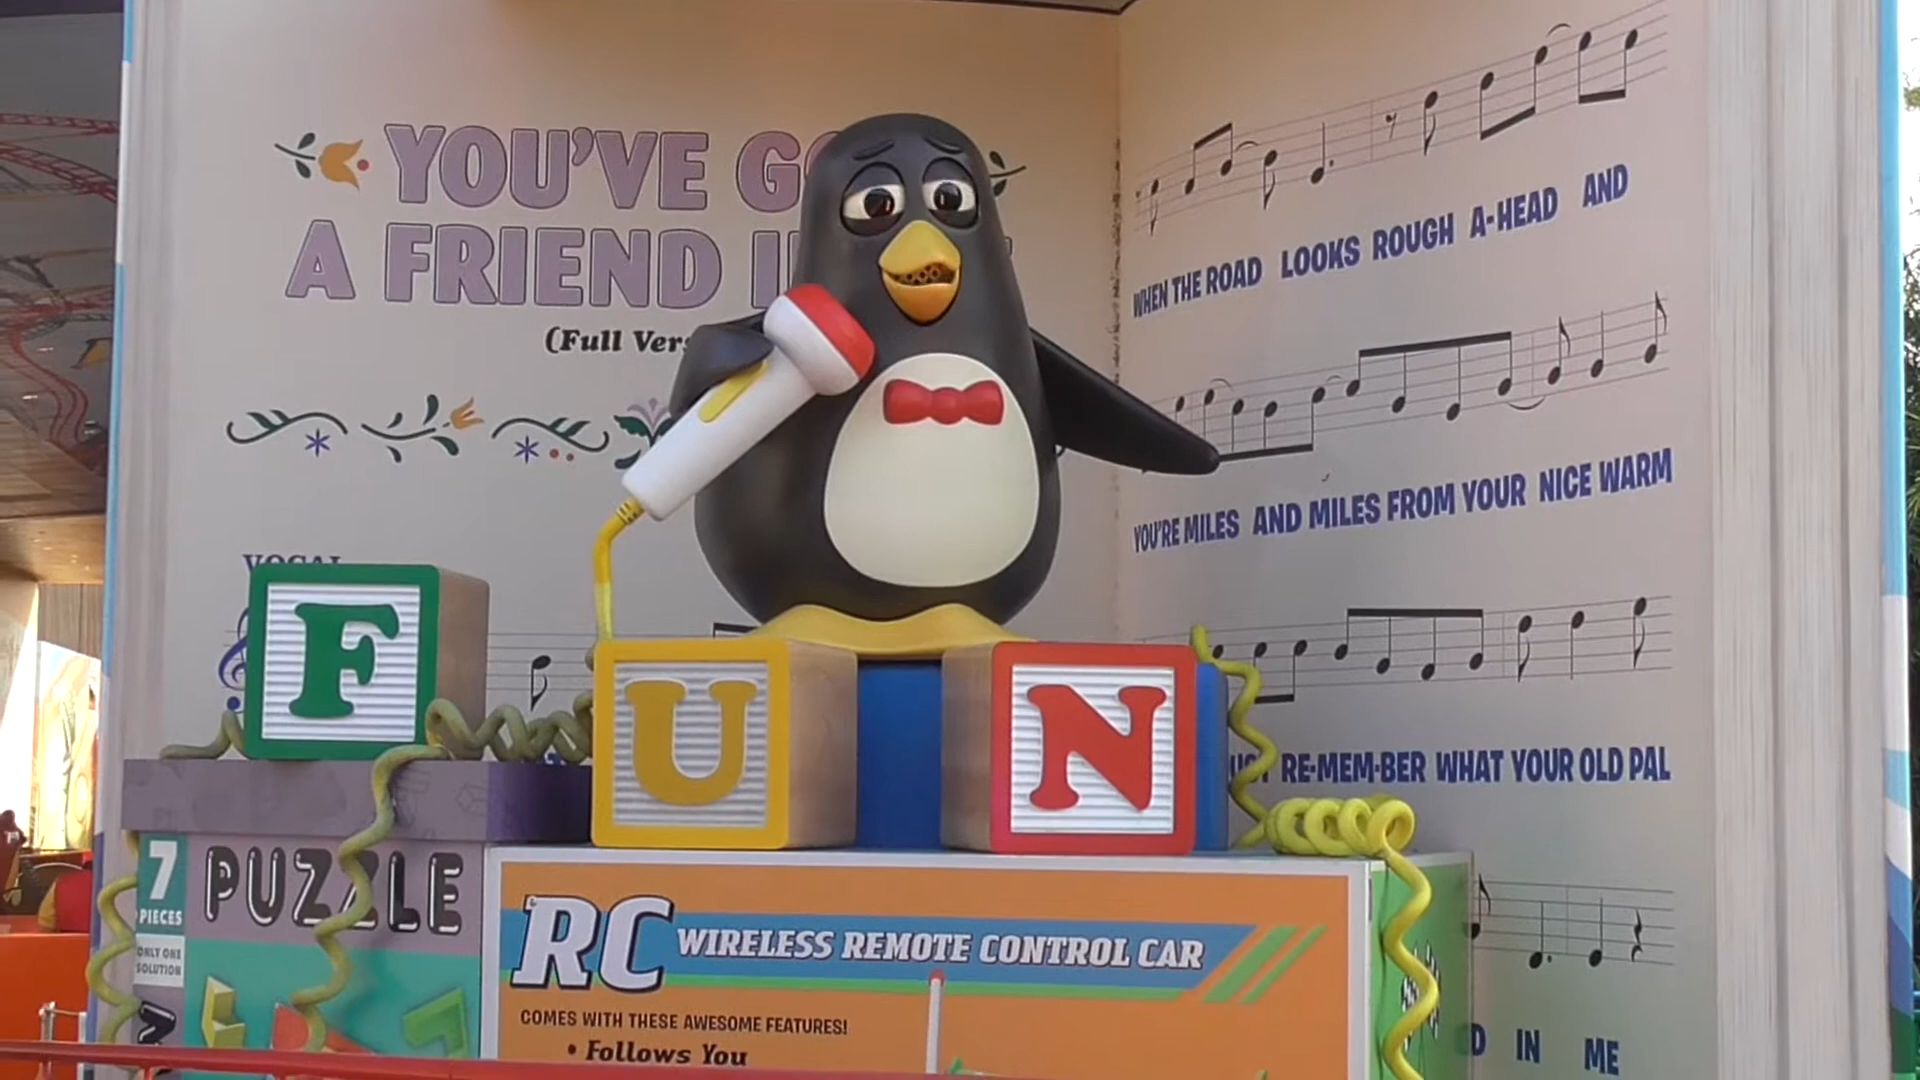 YOU'VE GO
A FRIEND I
(Full Vers
VOCAL
WHEN THE ROAD LOOKS ROUGH A-HEAD AND
YOU'RE MILES AND MILES FROM YOUR NICE WARM
RE-MEM-BER WHAT YOUR OLD PAL
D IN ME
F
U
N
7
PIECES
ONLY ONE
SOLUTION
PUZZLE
RC
WIRELESS REMOTE CONTROL CAR
COMES WITH THESE AWESOME FEATURES!
• Follows You